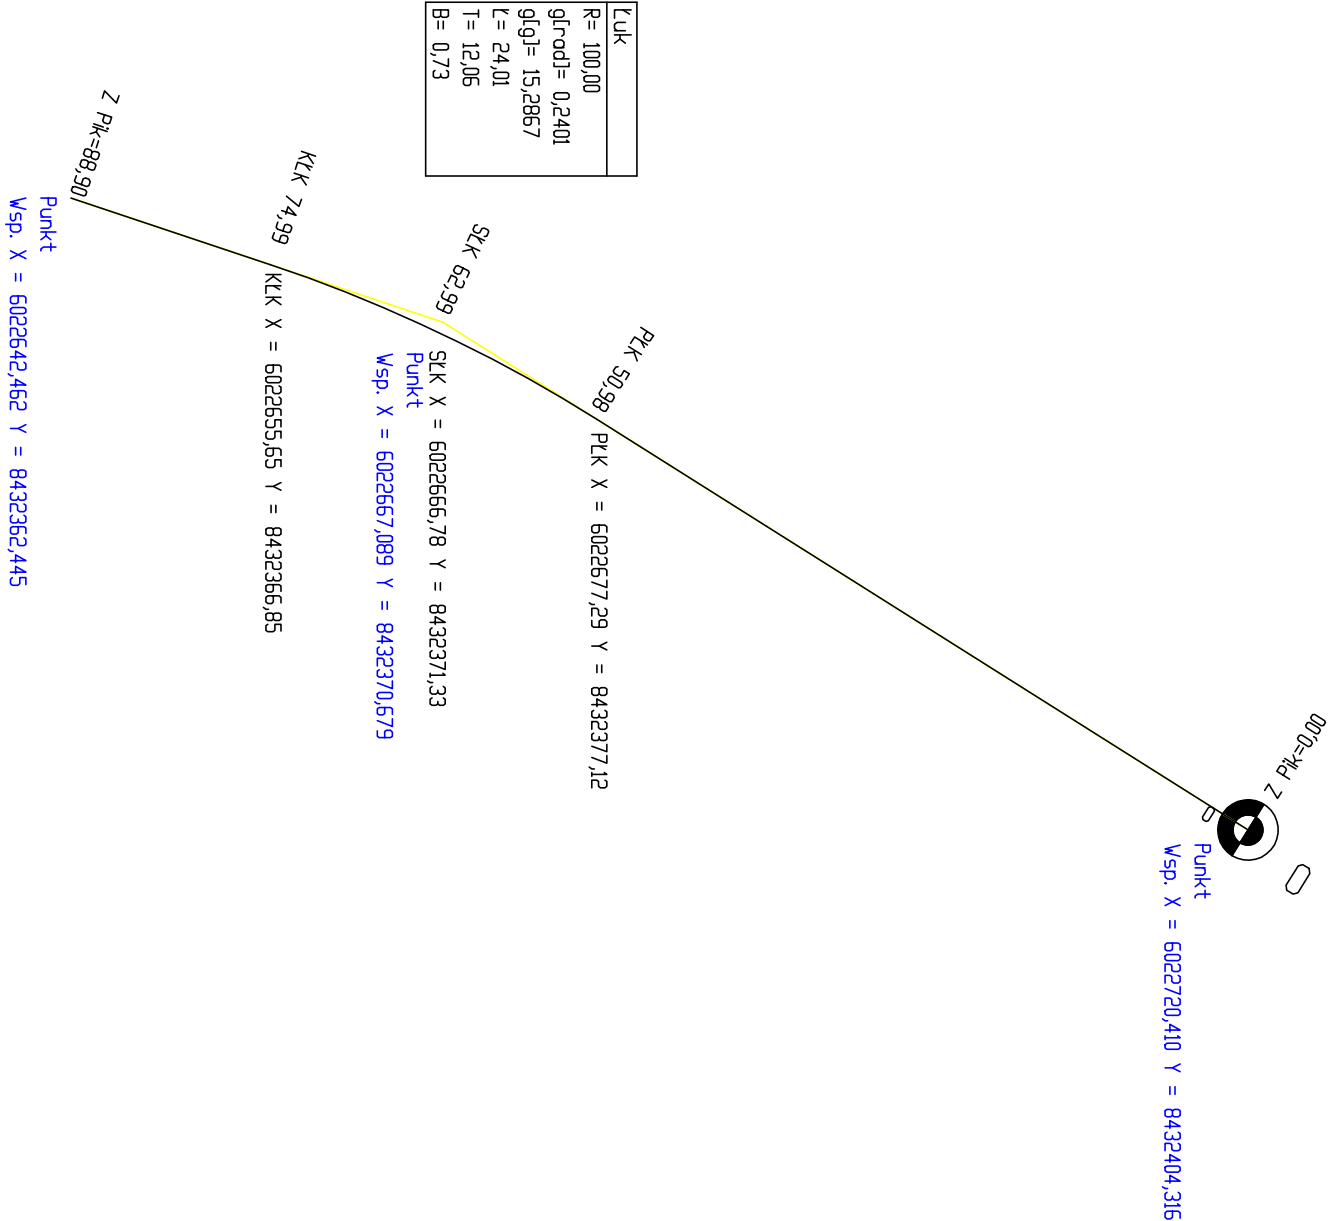 Łuk
R= 100,00
g[rad]= 0,2401
g[g]= 15,2867
Ł= 24,01
T= 12,06
B= 0,73
Z Pik=88,90
Punkt
Wsp. X = 6022642,462 Y = 8432362,445
KŁK 74,99
KŁK X = 6022655,65 Y = 8432366,85
SŁK 62,99
SŁK X = 6022666,78 Y = 8432371,33
Punkt
Wsp. X = 6022667,089 Y = 8432370,679
PŁK 50,98
PŁK X = 6022677,29 Y = 8432377,12
Z Pik=0,00
Punkt
Wsp. X = 6022720,410 Y = 8432404,316